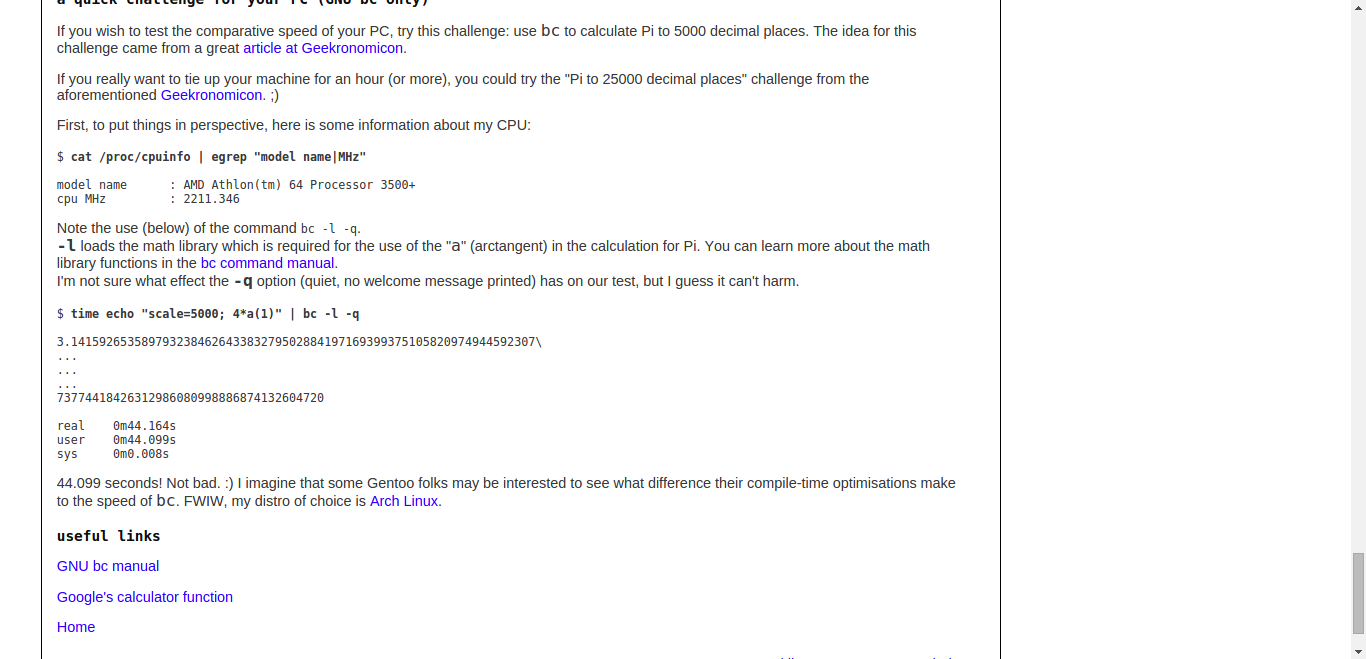 a quick challenge for your PC (GNU bc only)
If you wish to test the comparative speed of your PC, try this challenge: use bc to calculate Pi to 5000 decimal places. The idea for this
challenge came from a great article at Geekronomicon.
If you really want to tie up your machine for an hour (or more), you could try the "Pi to 25000 decimal places" challenge from the
aforementioned Geekronomicon. ;)
First, to put things in perspective, here is some information about my CPU:
$ cat /proc/cpuinfo | egrep "model name|MHz"
model name : AMD Athlon(tm) 64 Processor 3500+
cpu MHz : 2211.346
Note the use (below) of the command bc -l -q.
-l loads the math library which is required for the use of the "a" (arctangent) in the calculation for Pi. You can learn more about the math
library functions in the bc command manual.
I'm not sure what effect the -q option (quiet, no welcome message printed) has on our test, but I guess it can't harm.
$ time echo "scale=5000; 4*a(1)" | bc -l -q
3.14159265358979323846264338327950288419716939937510582097494459​2307\
...
...
...
73774418426312986080998886874132604720
real 0m44.164s
user 0m44.099s
sys 0m0.008s
44.099 seconds! Not bad. :) I imagine that some Gentoo folks may be interested to see what difference their compile-time optimisations make
to the speed of bc. FWIW, my distro of choice is Arch Linux.
useful links
GNU bc manual
Google's calculator function
Home